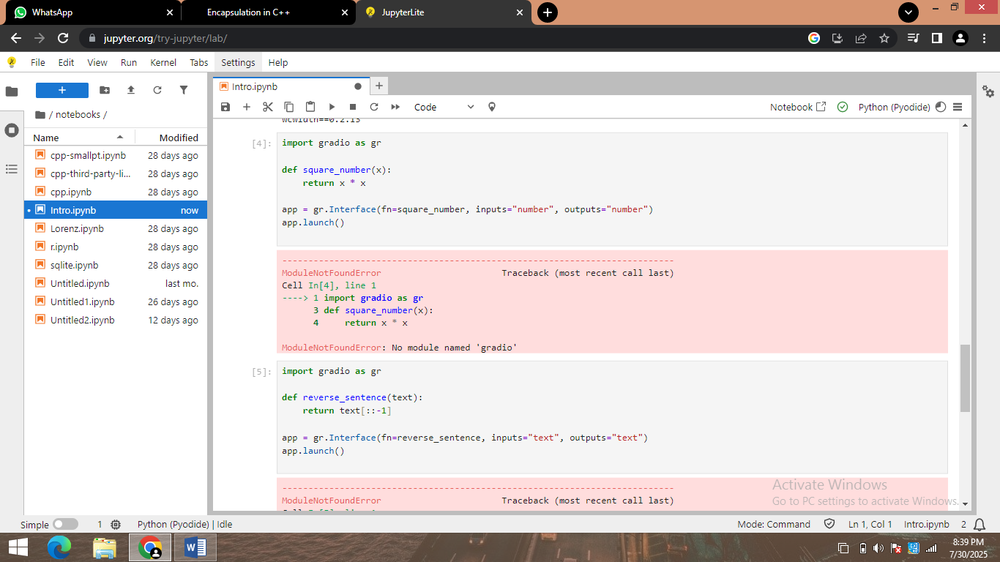 WhatsApp
Encapsulation in C++
JupyterLite
jupyter.org/try-jupyter/lab/
File Edit View Run Kernel Tabs Settings Help
Intro.ipynb
/ notebooks /
Code
Notebook
Python (Pyodide)
Name Modified
cpp-smallpt.ipynb 28 days ago
cpp-third-party-li... 28 days ago
cpp.ipynb 28 days ago
Intro.ipynb now
Lorenz.ipynb 28 days ago
r.ipynb 28 days ago
sqlite.ipynb 28 days ago
Untitled.ipynb last mo.
Untitled1.ipynb 26 days ago
Untitled2.ipynb 12 days ago
wcwidth==0.2.13
[4]:
import gradio as gr
def square_number(x):
    return x * x
app = gr.Interface(fn=square_number, inputs="number", outputs="number")
app.launch()
---------------------------------------------------------------------------
ModuleNotFoundError Traceback (most recent call last)
Cell In[4], line 1
----> 1 import gradio as gr
      3 def square_number(x):
      4     return x * x
ModuleNotFoundError: No module named 'gradio'
[5]:
import gradio as gr
def reverse_sentence(text):
    return text[::-1]
app = gr.Interface(fn=reverse_sentence, inputs="text", outputs="text")
app.launch()
---------------------------------------------------------------------------
ModuleNotFoundError Traceback (most recent call last)
Activate Windows
Go to PC settings to activate Windows.
Simple 1 Python (Pyodide) | Idle
Mode: Command Ln 1, Col 1 Intro.ipynb 2
8:39 PM
7/30/2025